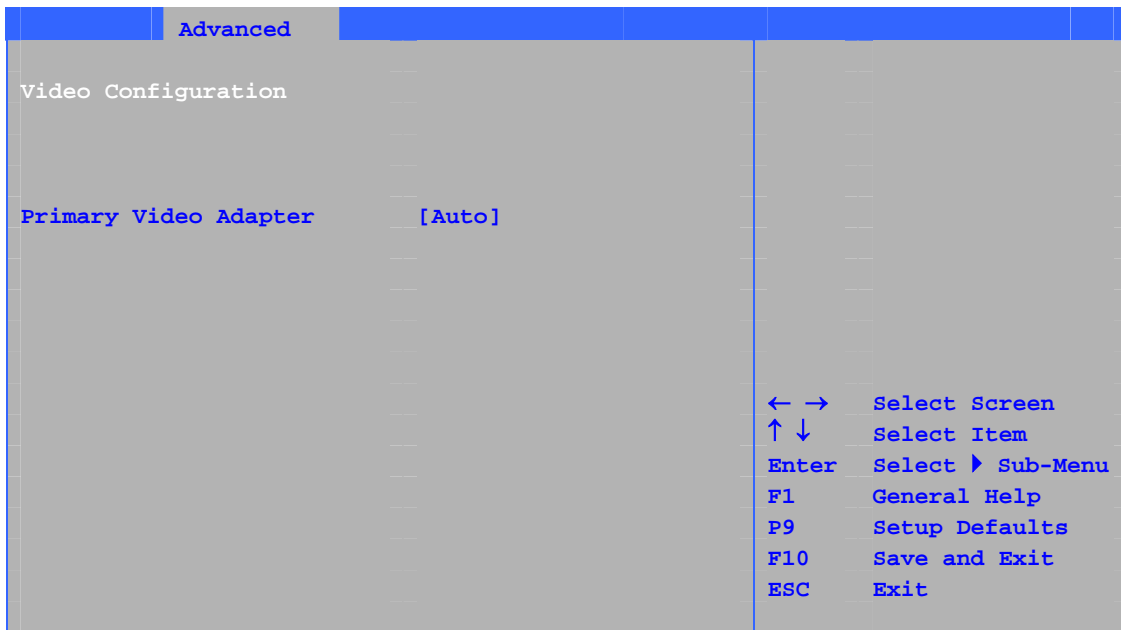 Advanced
Video Configuration
Primary Video Adapter [Auto]
← → Select Screen
↑ ↓ Select Item
Enter Select ▶ Sub-Menu
F1 General Help
P9 Setup Defaults
F10 Save and Exit
ESC Exit